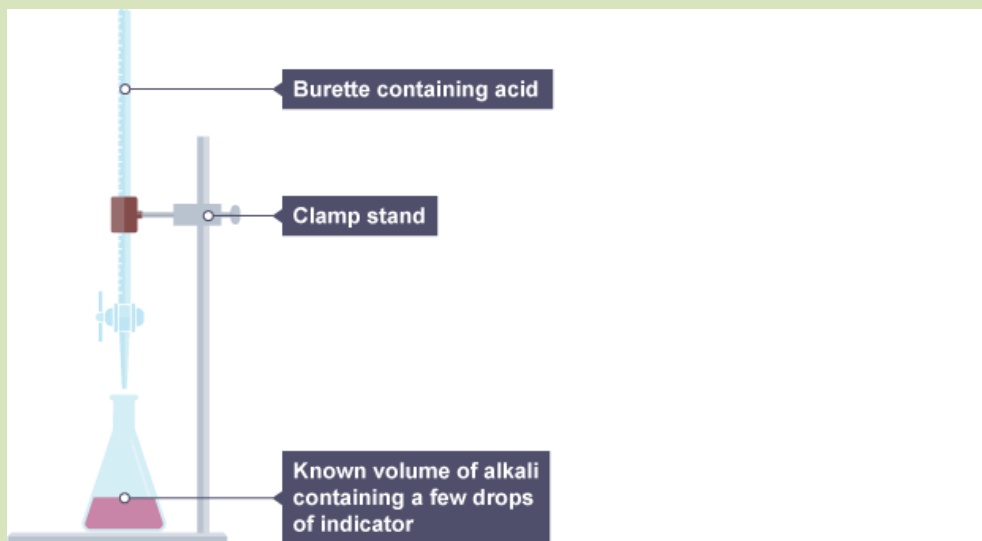 Burette containing acid
Clamp stand
Known volume of alkali
containing a few drops
of indicator